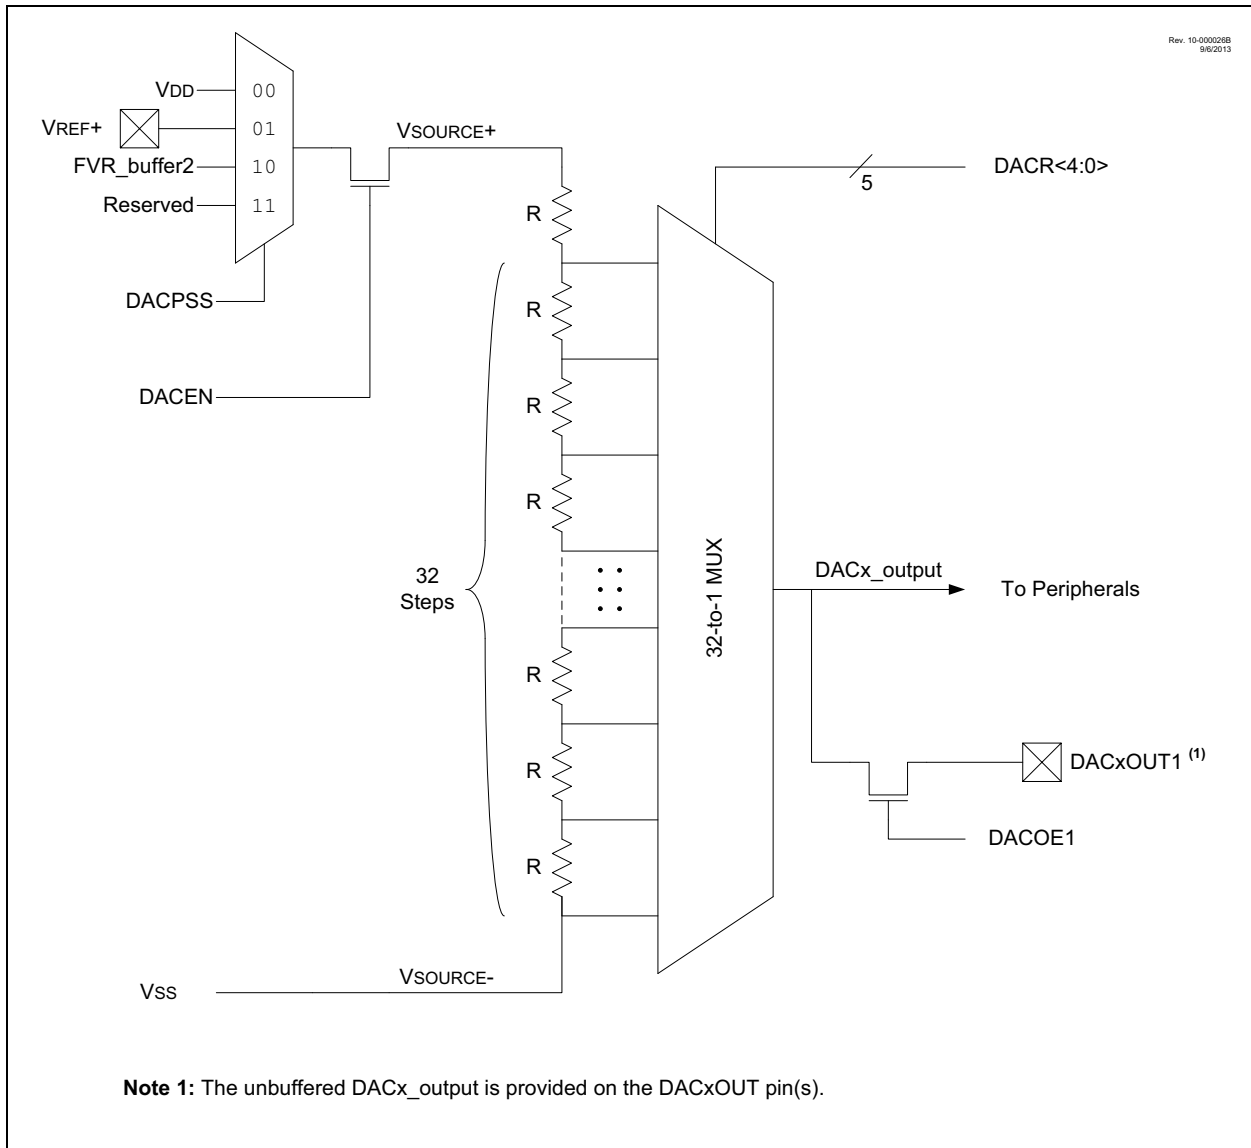 Rev. 10-000026B
9/6/2013
VDD
00
VREF+
01
VSOURCE+
FVR_buffer2
10
DACR<4:0>
5
Reserved
11
R
DACPSS
R
DACEN
R
R
32
Steps
32-to-1 MUX
DACx_output
To Peripherals
R
R
DACxOUT1 (1)
DACOE1
R
VSOURCE-
VSS
Note 1: The unbuffered DACx_output is provided on the DACxOUT pin(s).